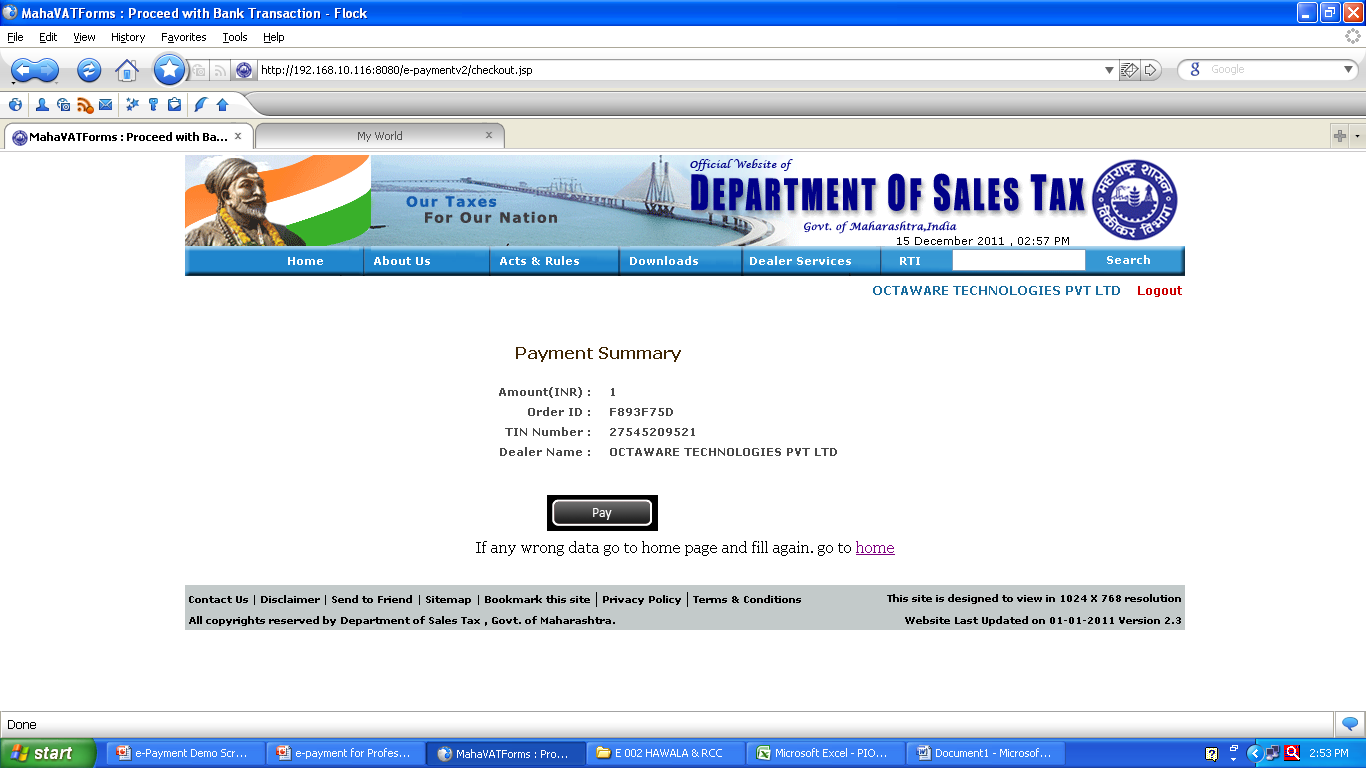 MahaVATForms : Proceed with Bank Transaction - Flock
File Edit View History Favorites Tools Help
http://192.168.10.116:8080/e-paymentv2/checkout.jsp
Google
MahaVATForms : Proceed with Ba... x My World x
Official Website of
Our Taxes
For Our Nation
DEPARTMENT OF SALES TAX
Govt. of Maharashtra,India
महाराष्ट्र शासन
विक्रीकर विभाग
15 December 2011 , 02:57 PM
Home About Us Acts & Rules Downloads Dealer Services RTI Search
OCTAWARE TECHNOLOGIES PVT LTD Logout
Payment Summary
Amount(INR) : 1
Order ID : F893F75D
TIN Number : 27545209521
Dealer Name : OCTAWARE TECHNOLOGIES PVT LTD
Pay
If any wrong data go to home page and fill again. go to home
Contact Us | Disclaimer | Send to Friend | Sitemap | Bookmark this site | Privacy Policy | Terms & Conditions This site is designed to view in 1024 X 768 resolution
All copyrights reserved by Department of Sales Tax , Govt. of Maharashtra. Website Last Updated on 01-01-2011 Version 2.3
Done
start e-Payment Demo Scr... e-payment for Profes... MahaVATForms : Pro... E 002 HAWALA & RCC Microsoft Excel - PIO... Document1 - Microsof... 2:53 PM